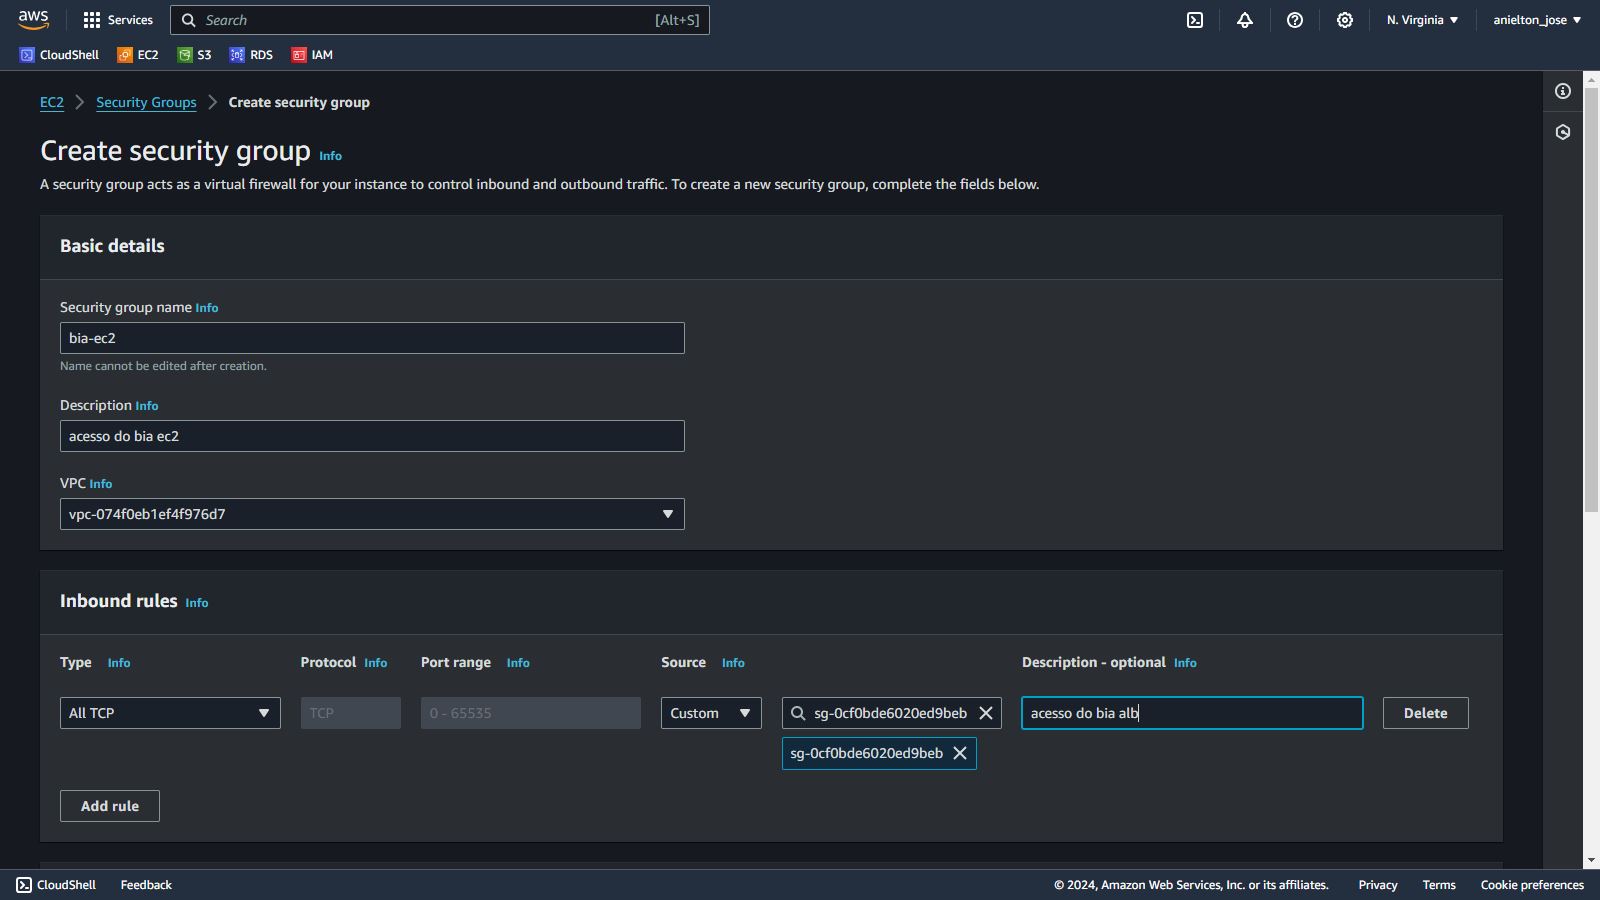 aws
Services
Search [Alt+S]
N. Virginia
anielton_jose
CloudShell EC2 S3 RDS IAM
EC2 Security Groups Create security group
Create security group Info
A security group acts as a virtual firewall for your instance to control inbound and outbound traffic. To create a new security group, complete the fields below.
Basic details
Security group name Info
bia-ec2
Name cannot be edited after creation.
Description Info
acesso do bia ec2
VPC Info
vpc-074f0eb1ef4f976d7
Inbound rules Info
Type Info Protocol Info Port range Info Source Info Description - optional Info
All TCP TCP 0 - 65535 Custom sg-0cf0bde6020ed9beb acesso do bia alb Delete
sg-0cf0bde6020ed9beb
Add rule
CloudShell Feedback © 2024, Amazon Web Services, Inc. or its affiliates. Privacy Terms Cookie preferences